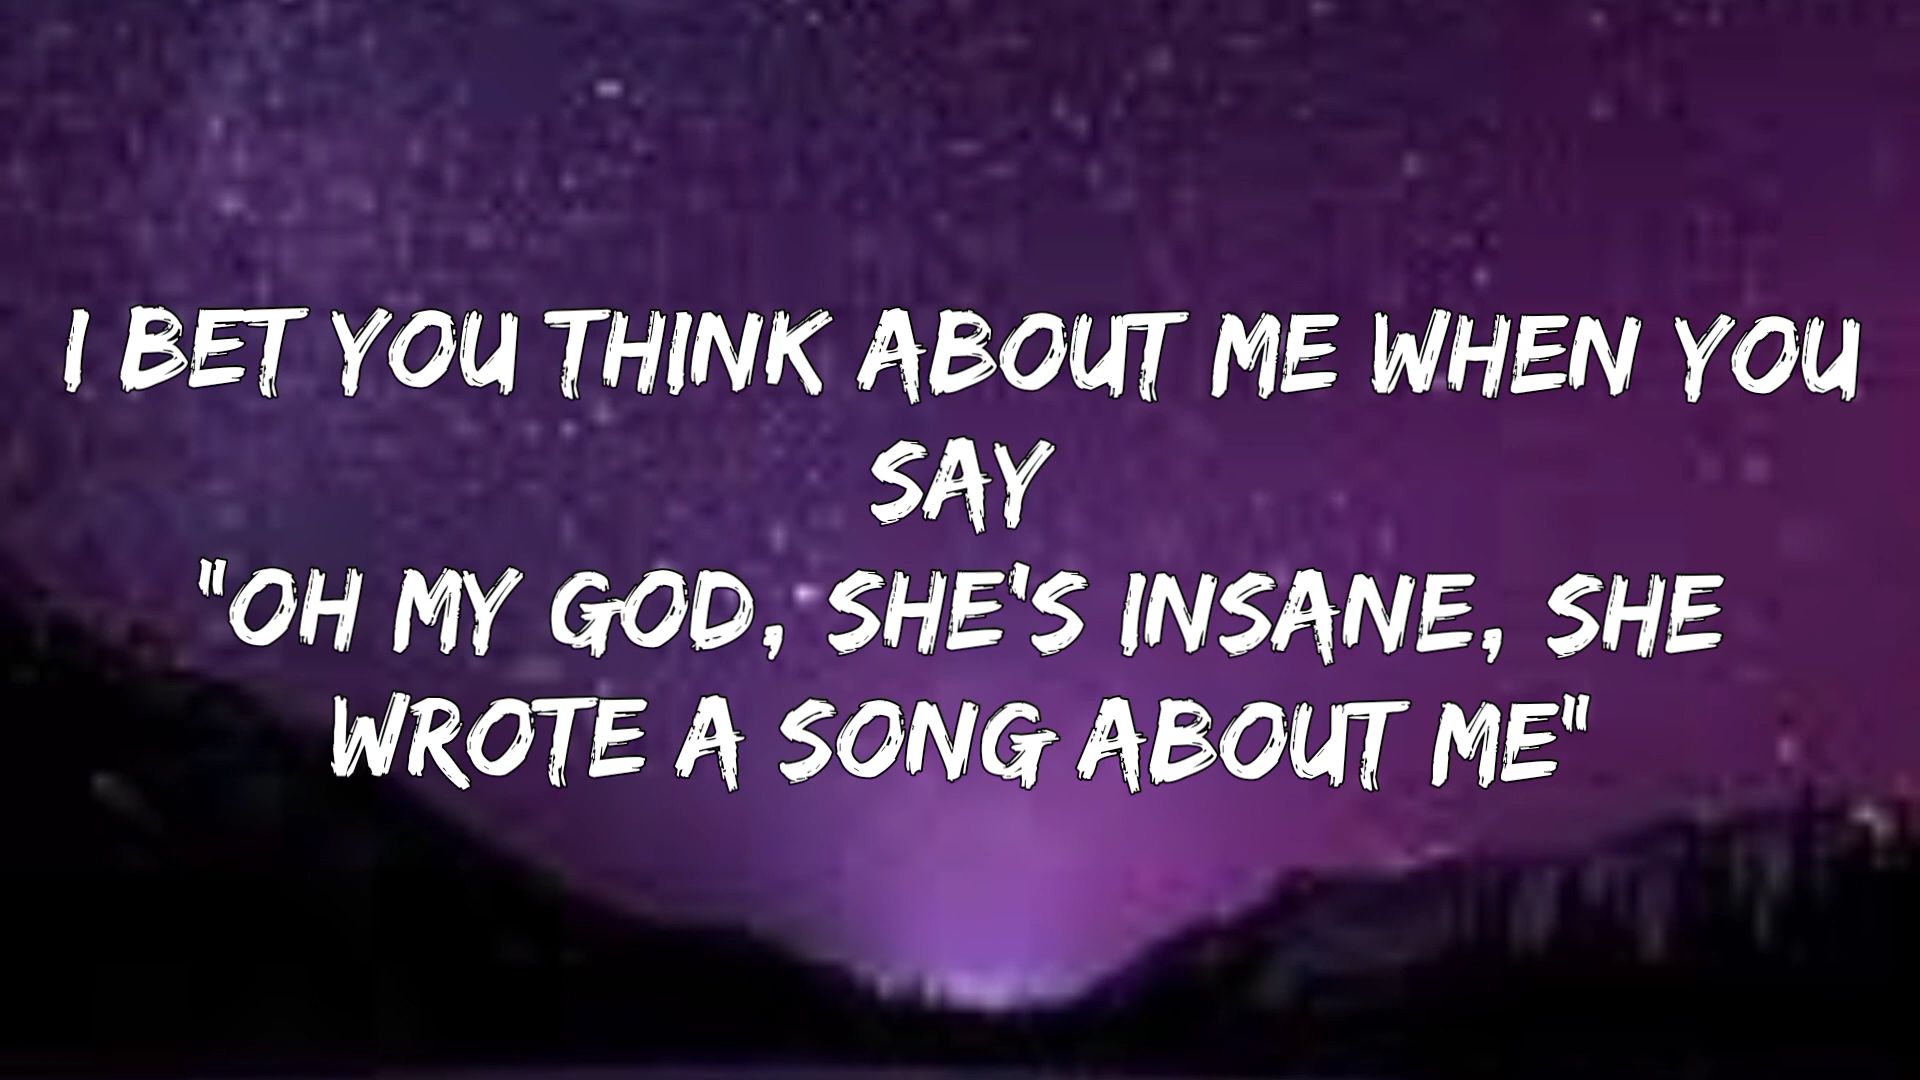 I BET YOU THINK ABOUT ME WHEN YOU
SAY
"OH MY GOD, SHE'S INSANE, SHE
WROTE A SONG ABOUT ME"